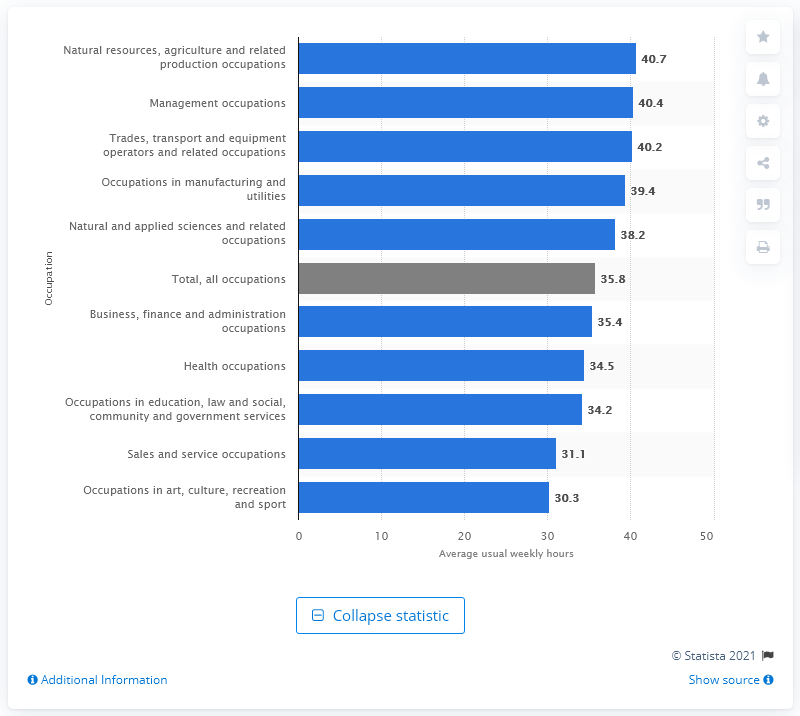 Natural resources, agriculture and related
production occupations
40.7
Management occupations
40.4
Trades, transport and equipment
operators and related occupations
40.2
Occupations in manufacturing and
utilities
39.4
Natural and applied sciences and related
occupations
38.2
Occupation
Total, all occupations
35.8
Business, finance and administration
occupations
35.4
Health occupations
34.5
Occupations in education, law and social,
community and government services
34.2
Sales and service occupations
31.1
Occupations in art, culture, recreation
and sport
30.3
0 10 20 30 40 50
Average usual weekly hours
Collapse statistic
© Statista 2021
Additional Information
Show source